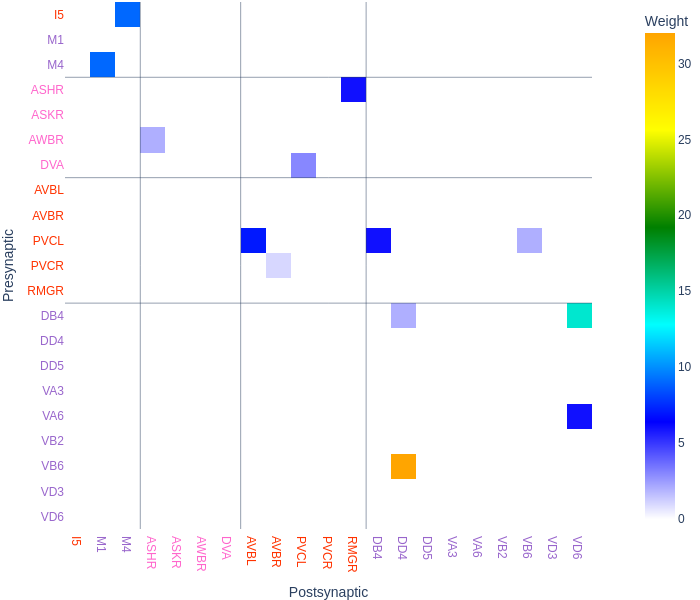 Weight
I5
M1
M4
ASHR
ASKR
AWBR
DVA
AVBL
AVBR
PVCL
PVCR
RMGR
DB4
DD4
DD5
VA3
VA6
VB2
VB6
VD3
VD6
Presynaptic
30
25
20
15
10
5
0
I5
M1
M4
ASHR
ASKR
AWBR
DVA
AVBL
AVBR
PVCL
PVCR
RMGR
DB4
DD4
DD5
VA3
VA6
VB2
VB6
VD3
VD6
Postsynaptic